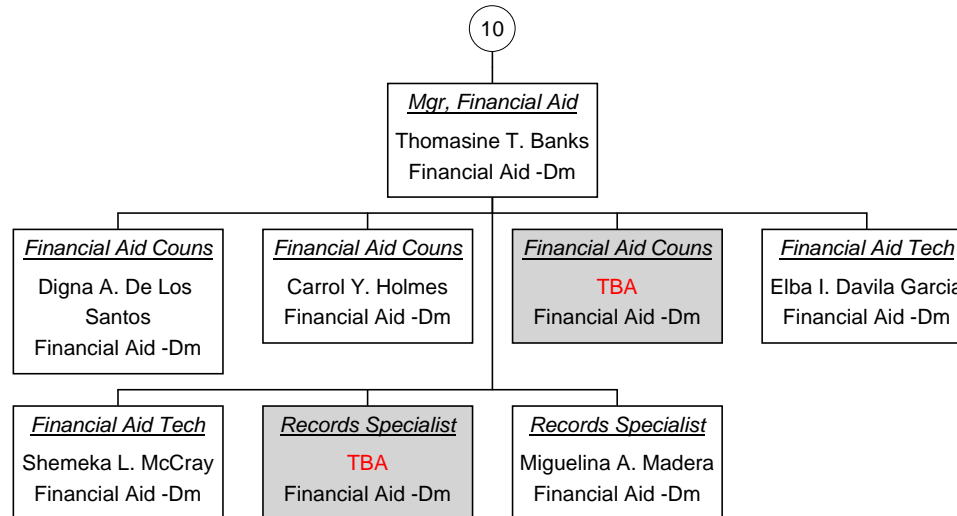 10
Mgr, Financial Aid
Thomasine T. Banks
Financial Aid -Dm
Financial Aid Couns
Digna A. De Los
Santos
Financial Aid -Dm
Financial Aid Couns
Carrol Y. Holmes
Financial Aid -Dm
Financial Aid Couns
TBA
Financial Aid -Dm
Financial Aid Tech
Elba I. Davila Garcia
Financial Aid -Dm
Financial Aid Tech
Shemeka L. McCray
Financial Aid -Dm
Records Specialist
TBA
Financial Aid -Dm
Records Specialist
Miguelina A. Madera
Financial Aid -Dm